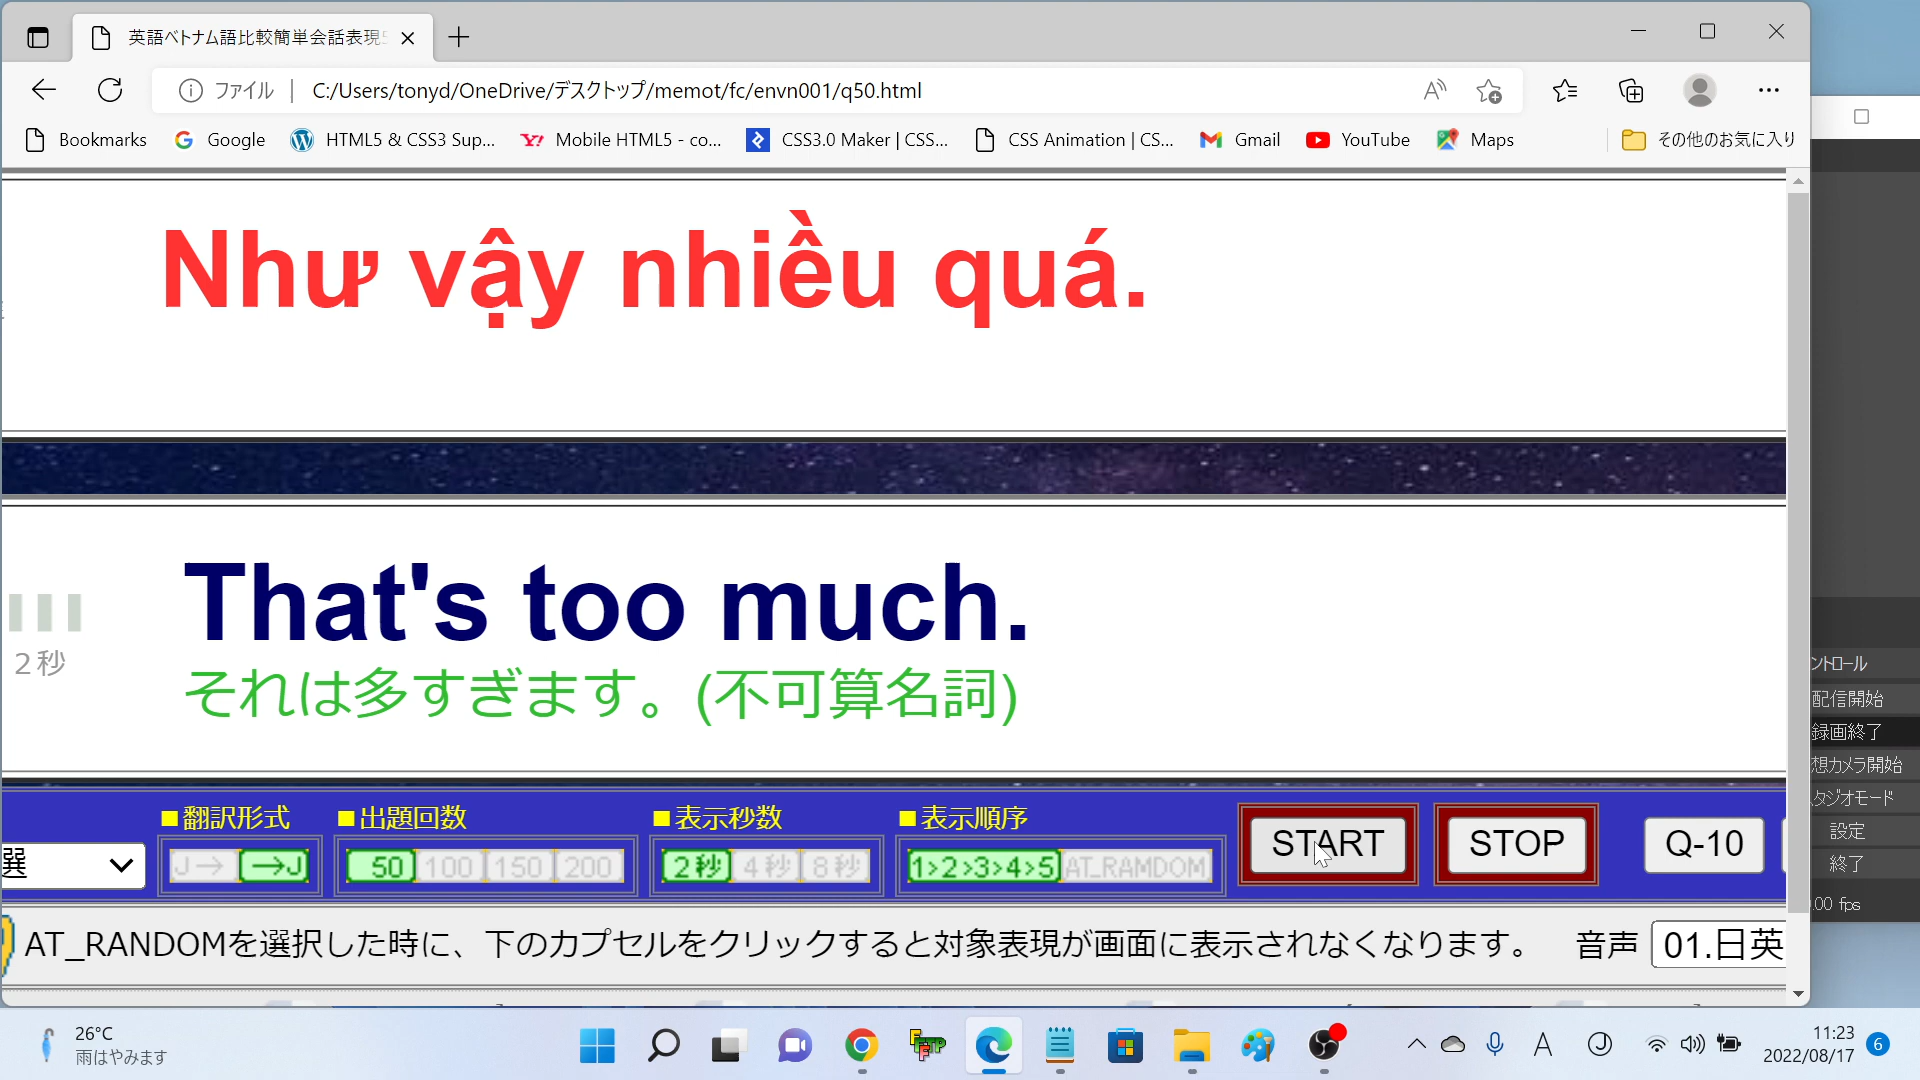 英語ベトナム語比較簡単会話表現
ファイル
C:/Users/tonyd/OneDrive/デスクトップ/memot/fc/envn001/q50.html
Bookmarks
Google
HTML5 & CSS3 Sup...
Mobile HTML5 - co...
CSS3.0 Maker | CSS...
CSS Animation | CS...
Gmail
YouTube
Maps
その他のお気に入り
Như vậy nhiều quá.
That's too much.
それは多すぎます。(不可算名詞)
2秒
■翻訳形式
■出題回数
■表示秒数
■表示順序
選
J→ →J
50 100 150 200
2秒 4秒 8秒
1>2>3>4>5 AT_RAMDOM
START
STOP
Q-10
AT_RANDOMを選択した時に、下のカプセルをクリックすると対象表現が画面に表示されなくなります。
音声
01.日英
ントロール
配信開始
録画終了
想カメラ開始
タジオモード
設定
終了
.00 fps
26°C
雨はやみます
A
11:23
2022/08/17
6